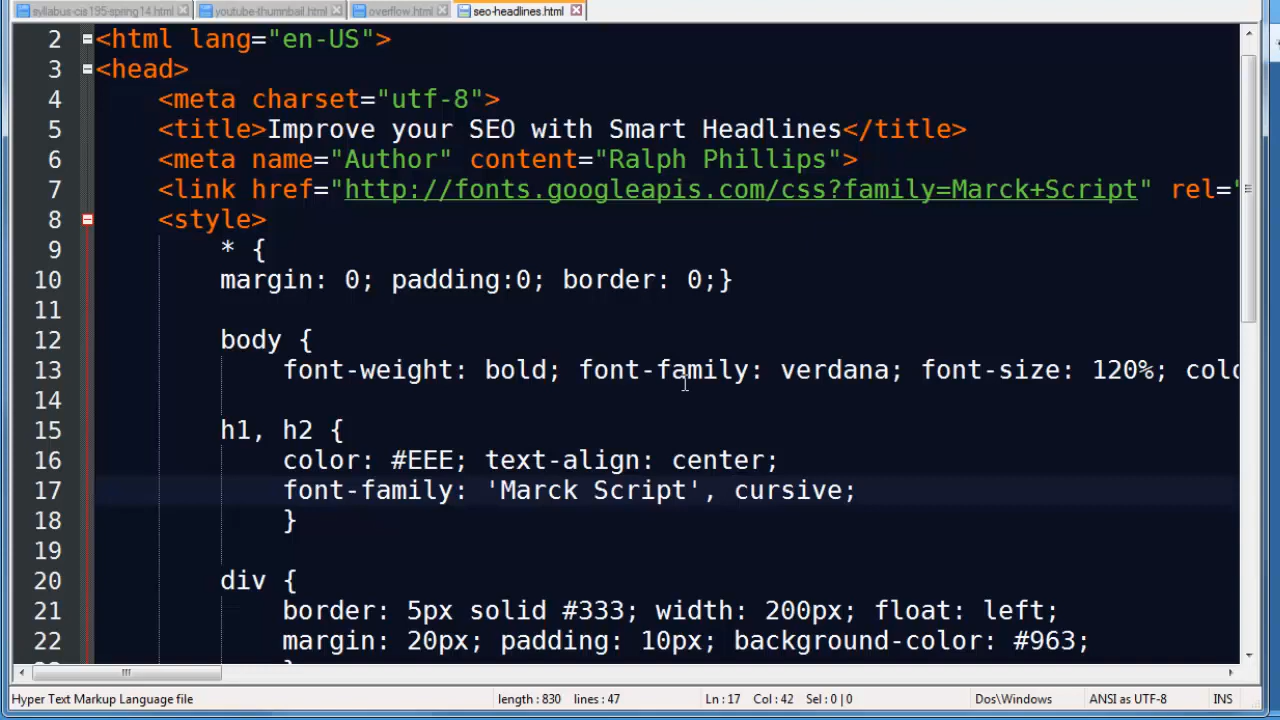 syllabus-cis195-spring14.html youtube-thumnbail.html overflow.html seo-headlines.html
2 <html lang="en-US">
3 <head>
4 <meta charset="utf-8">
5 <title>Improve your SEO with Smart Headlines</title>
6 <meta name="Author" content="Ralph Phillips">
7 <link href="http://fonts.googleapis.com/css?family=Marck+Script" rel="
8 <style>
9 * {
10 margin: 0; padding:0; border: 0;}
11
12 body {
13 font-weight: bold; font-family: verdana; font-size: 120%; colo
14
15 h1, h2 {
16 color: #EEE; text-align: center;
17 font-family: 'Marck Script', cursive;
18 }
19
20 div {
21 border: 5px solid #333; width: 200px; float: left;
22 margin: 20px; padding: 10px; background-color: #963;
Hyper Text Markup Language file length : 830 lines : 47 Ln : 17 Col : 42 Sel : 0 | 0 Dos\Windows ANSI as UTF-8 INS